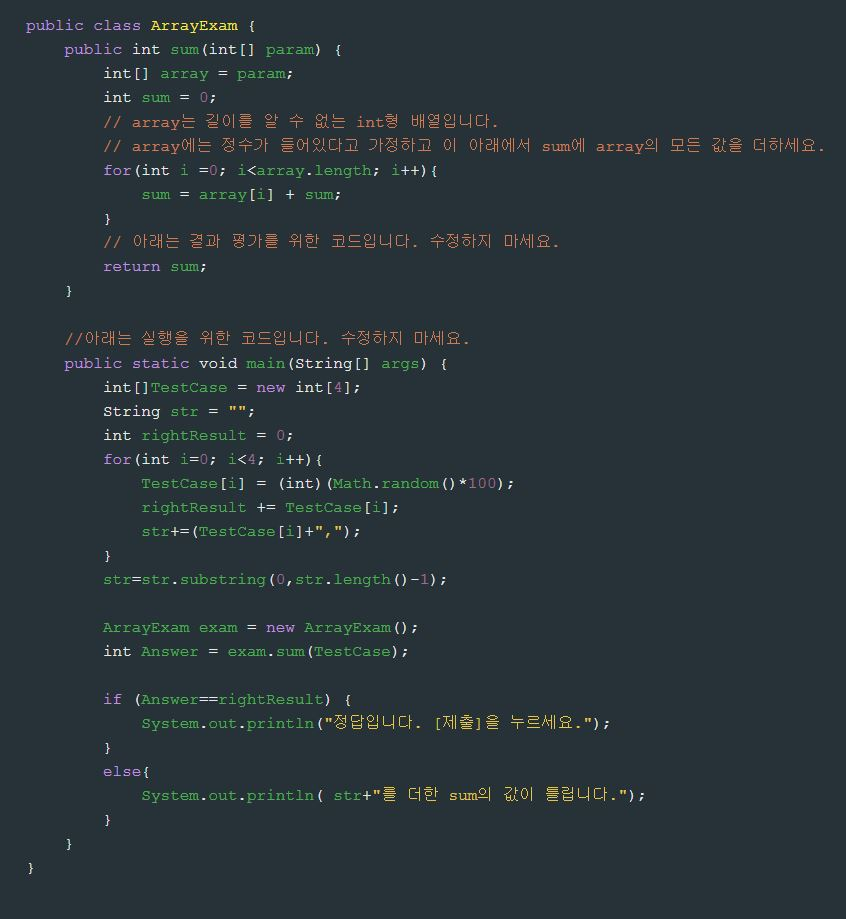 public class ArrayExam {
public int sum(int[] param) {
int[] array = param;
int sum = 0;
// array는 길이를 알 수 없는 int형 배열입니다.
// array에는 정수가 들어있다고 가정하고 이 아래에서 sum에 array의 모든 값을 더하세요.
for(int i =0; i<array.length; i++){
sum = array[i] + sum;
}
// 아래는 결과 평가를 위한 코드입니다. 수정하지 마세요.
return sum;
}
//아래는 실행을 위한 코드입니다. 수정하지 마세요.
public static void main(String[] args) {
int[]TestCase = new int[4];
String str = "";
int rightResult = 0;
for(int i=0; i<4; i++){
TestCase[i] = (int)(Math.random()*100);
rightResult += TestCase[i];
str+=(TestCase[i]+",");
}
str=str.substring(0,str.length()-1);
ArrayExam exam = new ArrayExam();
int Answer = exam.sum(TestCase);
if (Answer==rightResult) {
System.out.println("정답입니다. [제출]을 누르세요.");
}
else{
System.out.println( str+"를 더한 sum의 값이 틀립니다.");
}
}
}